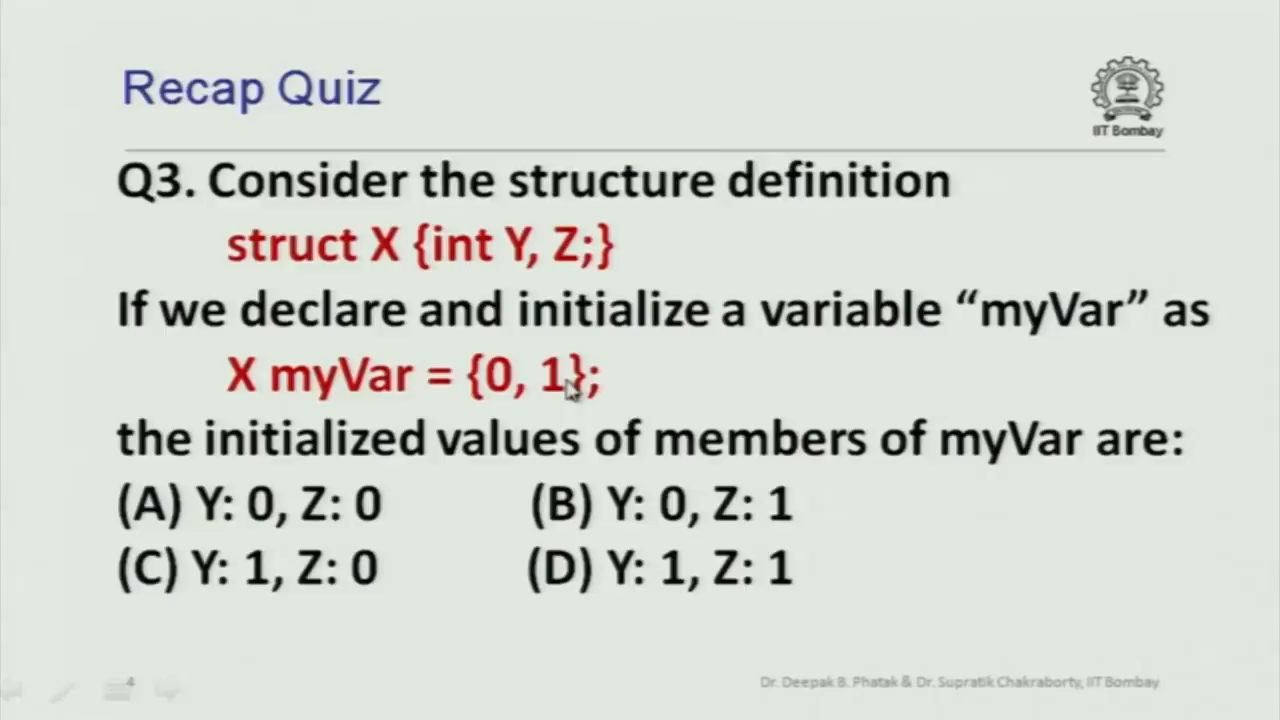 Recap Quiz
IIT Bombay
Q3. Consider the structure definition
struct X {int Y, Z;}
If we declare and initialize a variable “myVar” as
X myVar = {0, 1};
the initialized values of members of myVar are:
(A) Y: 0, Z: 0 (B) Y: 0, Z: 1
(C) Y: 1, Z: 0 (D) Y: 1, Z: 1
4
Dr. Deepak B. Phatak & Dr. Supratik Chakraborty, IIT Bombay